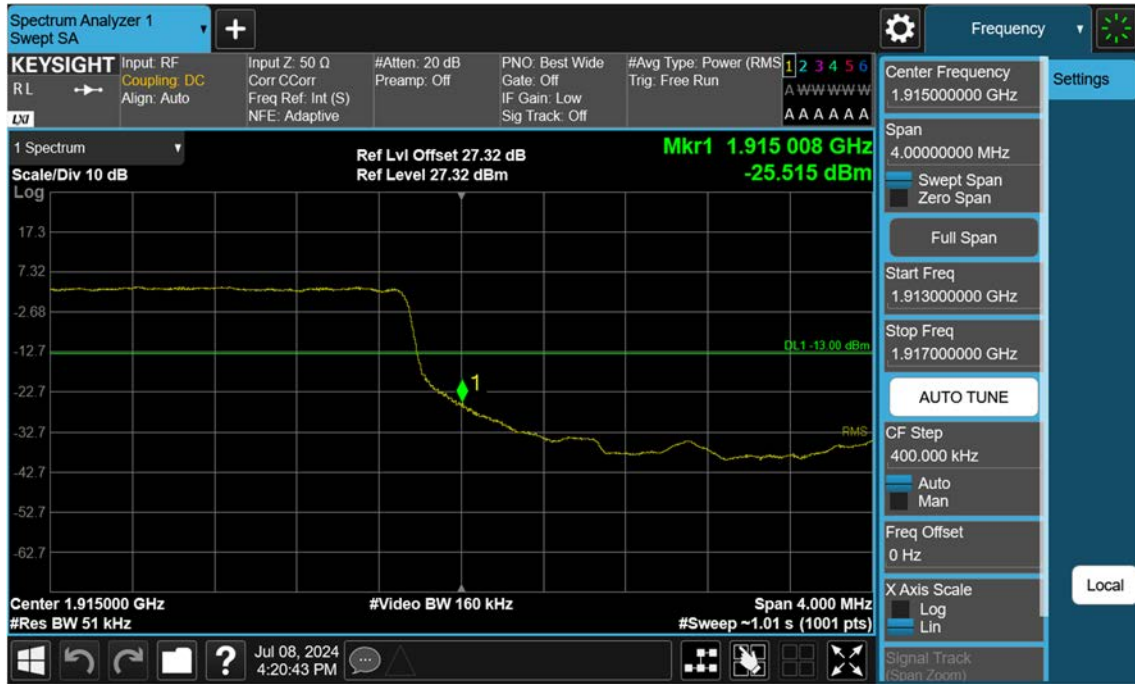 Spectrum Analyzer 1
Swept SA
+
Frequency
KEYSIGHT
RL
LXI
Input: RF
Coupling: DC
Align: Auto
Input Z: 50 Ω
Corr CCorr
Freq Ref: Int (S)
NFE: Adaptive
#Atten: 20 dB
Preamp: Off
PNO: Best Wide
Gate: Off
IF Gain: Low
Sig Track: Off
#Avg Type: Power (RMS
Trig: Free Run
1 2 3 4 5 6
A W W W W W
A A A A A A
1 Spectrum
Scale/Div 10 dB
Log
Ref Lvl Offset 27.32 dB
Ref Level 27.32 dBm
Mkr1 1.915 008 GHz
-25.515 dBm
17.3
7.32
-2.68
-12.7
-22.7
-32.7
-42.7
-52.7
-62.7
DL1 -13.00 dBm
1
RMS
Center 1.915000 GHz
#Res BW 51 kHz
#Video BW 160 kHz
Span 4.000 MHz
#Sweep ~1.01 s (1001 pts)
Center Frequency
1.915000000 GHz
Settings
Span
4.00000000 MHz
Swept Span
Zero Span
Full Span
Start Freq
1.913000000 GHz
Stop Freq
1.917000000 GHz
AUTO TUNE
CF Step
400.000 kHz
Auto
Man
Freq Offset
0 Hz
X Axis Scale
Log
Lin
Local
Signal Track
(Span Zoom)
?
Jul 08, 2024
4:20:43 PM